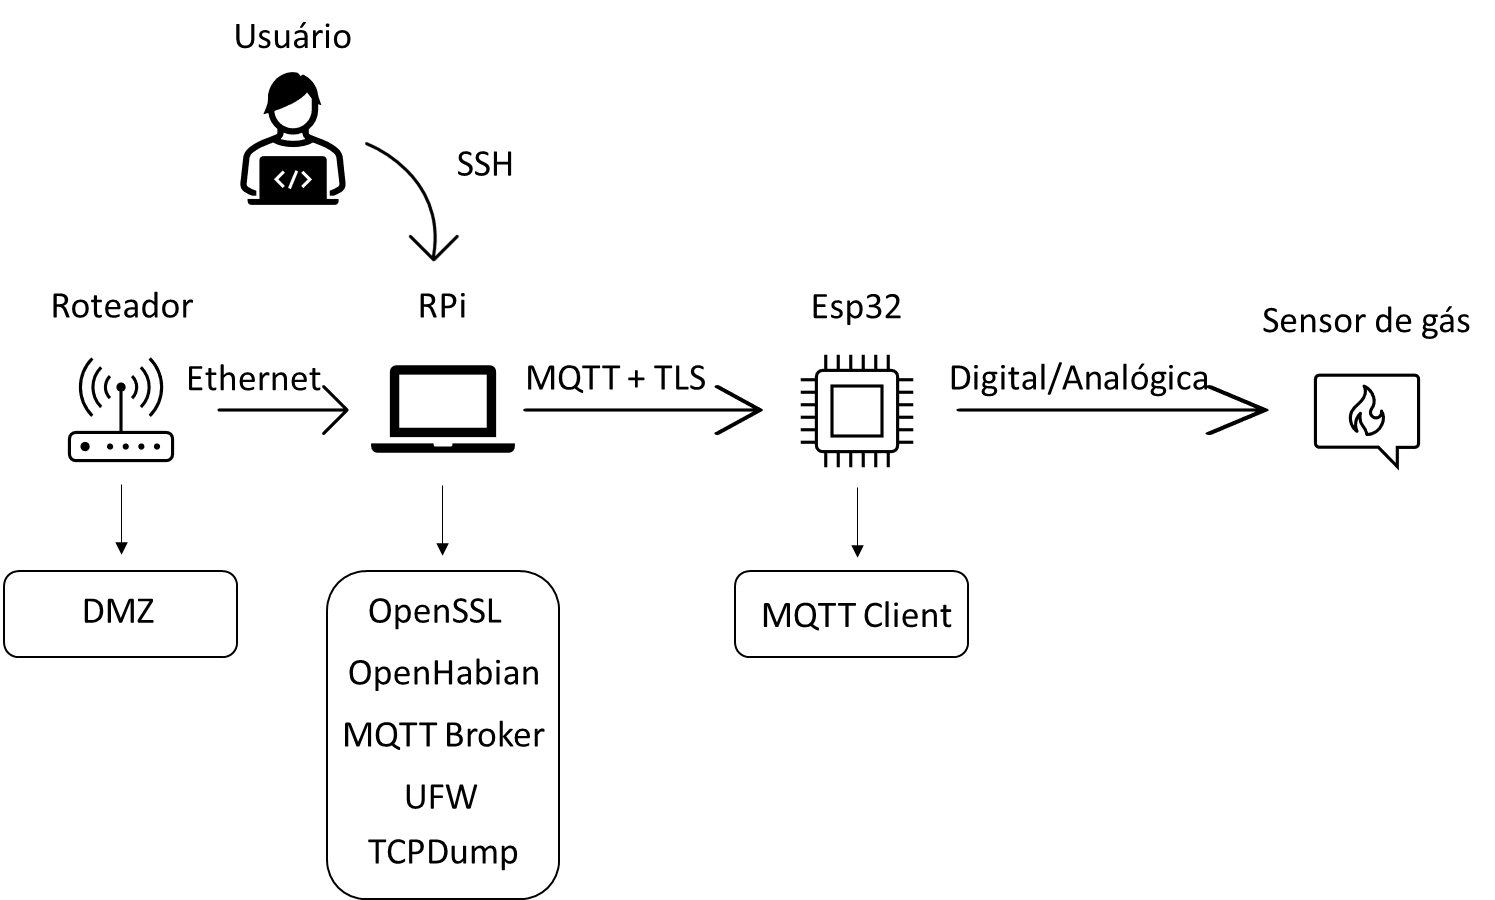 Usuário
</>
SSH
Roteador
RPi
Esp32
Sensor de gás
Ethernet
MQTT + TLS
Digital/Analógica
DMZ
OpenSSL
OpenHabian
MQTT Broker
UFW
TCPDump
MQTT Client